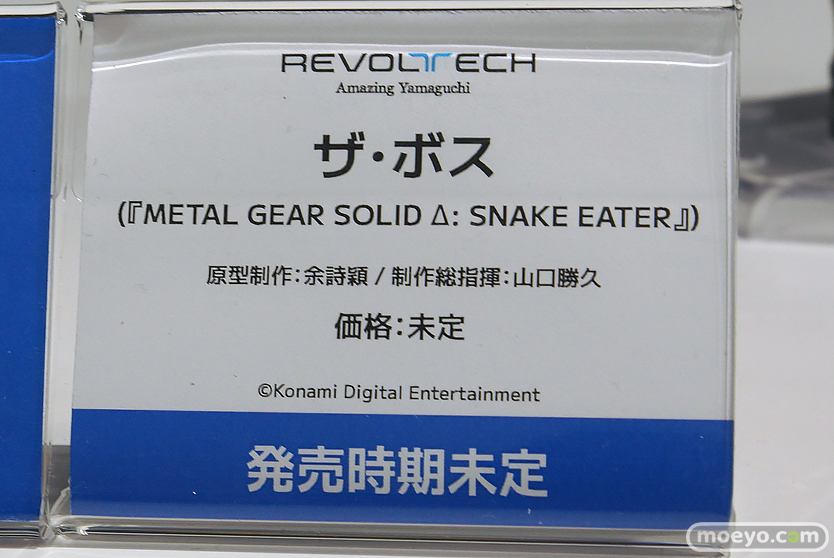 REVOLTECH
Amazing Yamaguchi
ザ・ボス
(『METAL GEAR SOLID Δ: SNAKE EATER』)
原型制作：余詩穎 / 制作総指揮：山口勝久
価格：未定
©Konami Digital Entertainment
発売時期未定
moeyo.com